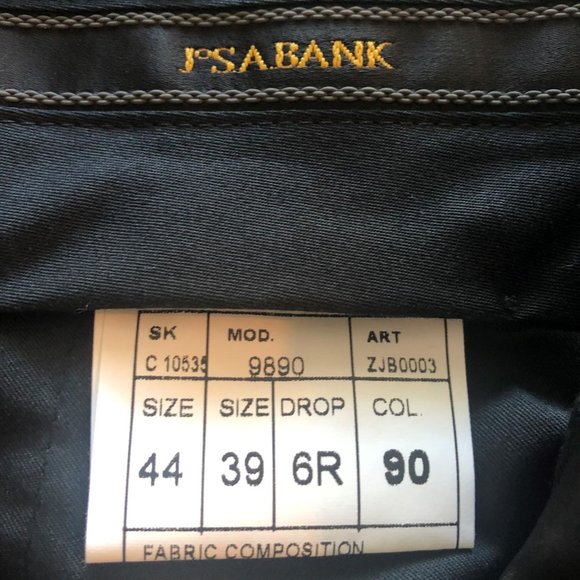 JoS.A.BANK
SK MOD. ART
C 10535 9890 ZJB0003
SIZE SIZE DROP COL.
44 39 6R 90
FABRIC COMPOSITION